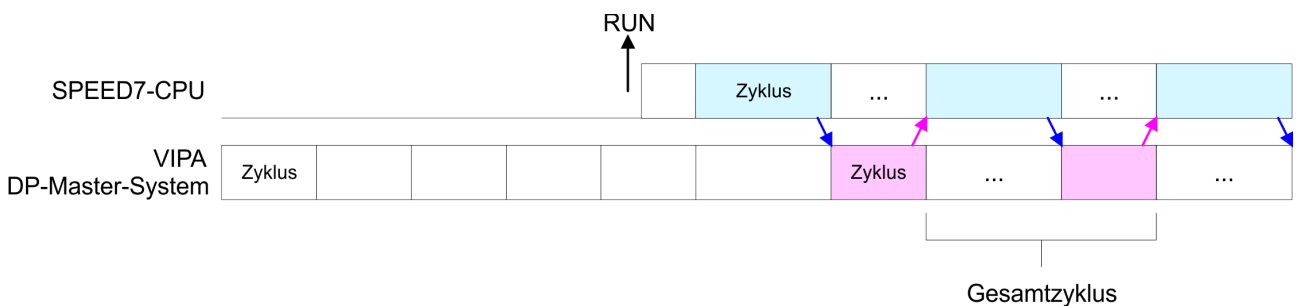 RUN
SPEED7-CPU
Zyklus
...
...
VIPA
DP-Master-System
Zyklus
Zyklus
...
...
Gesamtzyklus